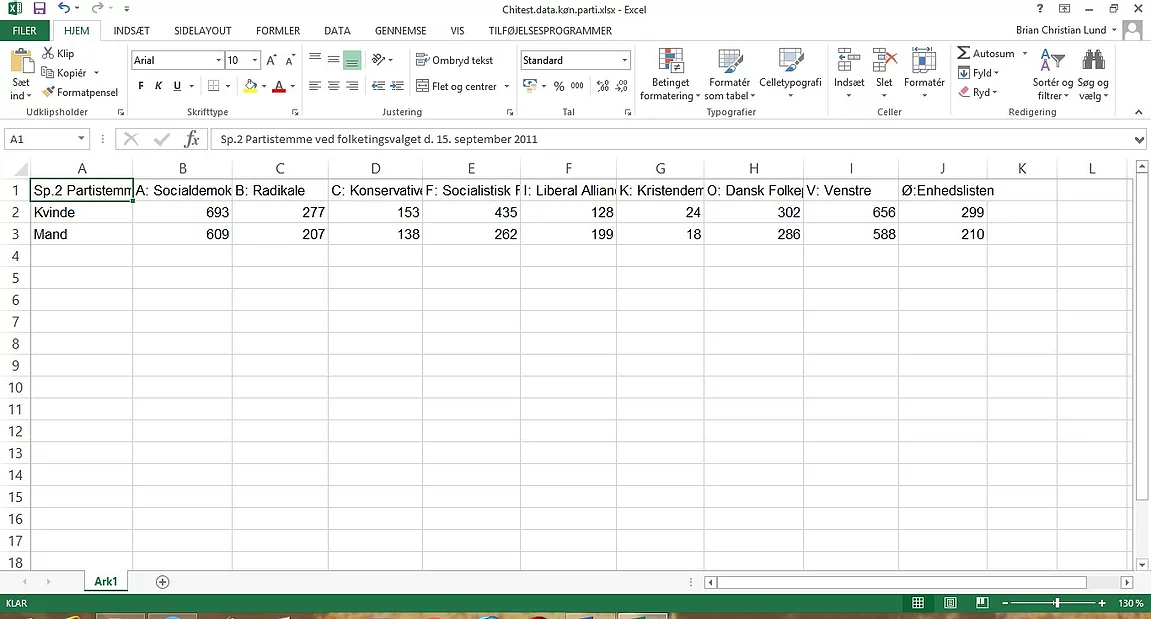 Chitest.data.køn.parti.xlsx - Excel
FILER HJEM INDSÆT SIDELAYOUT FORMLER DATA GENNEMSE VIS TILFØJELSESPROGRAMMER Brian Christian Lund
Sæt ind
Klip
Kopiér
Formatpensel
Udklipsholder
Arial 10
F K U
A
Skrifttype
Ombryd tekst
Flet og centrer
Justering
Standard
% 000
Tal
Betinget formatering
Formatér som tabel
Celletypografi
Typografier
Indsæt
Slet
Formatér
Celler
Autosum
Fyld
Ryd
Sortér og filtrer
Søg og vælg
Redigering
A1 fx Sp.2 Partistemme ved folketingsvalget d. 15. september 2011
A B C D E F G H I J K L
1 Sp.2 Partistemm A: Socialdemok B: Radikale C: Konservativ F: Socialistisk F I: Liberal Allian K: Kristendem O: Dansk Folkep V: Venstre Ø:Enhedslisten
2 Kvinde 693 277 153 435 128 24 302 656 299
3 Mand 609 207 138 262 199 18 286 588 210
4
5
6
7
8
9
10
11
12
13
14
15
16
17
18
Ark1
KLAR 130 %